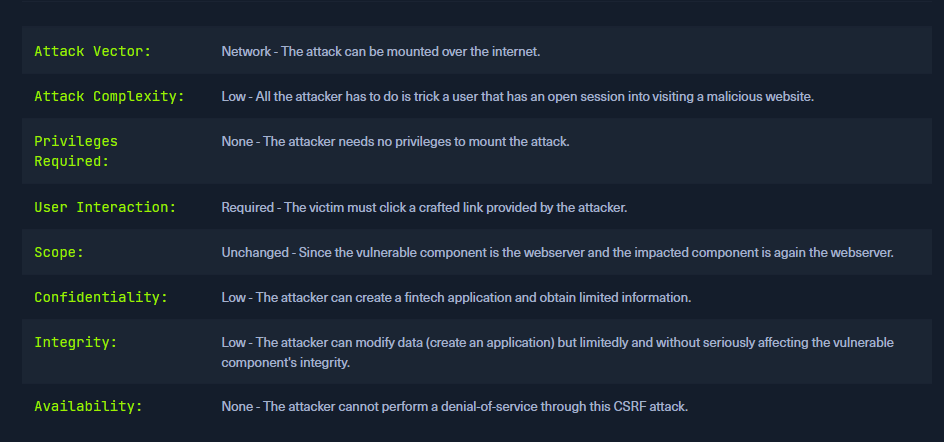 Attack Vector: Network - The attack can be mounted over the internet.
Attack Complexity: Low - All the attacker has to do is trick a user that has an open session into visiting a malicious website.
Privileges Required: None - The attacker needs no privileges to mount the attack.
User Interaction: Required - The victim must click a crafted link provided by the attacker.
Scope: Unchanged - Since the vulnerable component is the webserver and the impacted component is again the webserver.
Confidentiality: Low - The attacker can create a fintech application and obtain limited information.
Integrity: Low - The attacker can modify data (create an application) but limitedly and without seriously affecting the vulnerable
component's integrity.
Availability: None - The attacker cannot perform a denial-of-service through this CSRF attack.